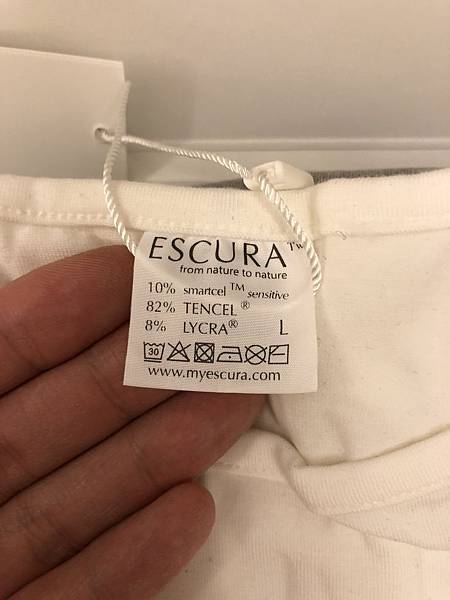 ESCURA™
from nature to nature
10% smartcel™ sensitive
82% TENCEL®
8% LYCRA® L
30
www.myescura.com